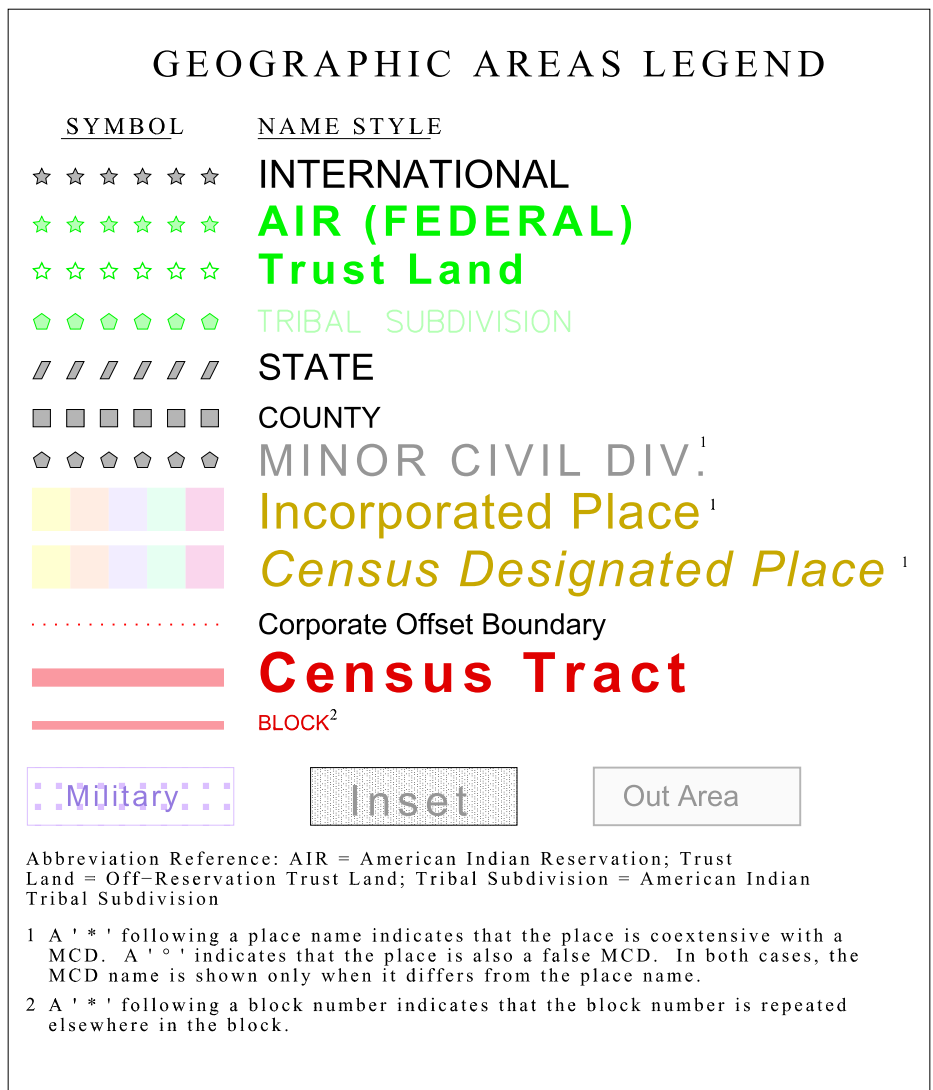 GEOGRAPHIC AREAS LEGEND
SYMBOL NAME STYLE
INTERNATIONAL
AIR (FEDERAL)
Trust Land
TRIBAL SUBDIVISION
STATE
COUNTY
MINOR CIVIL DIV.1
Incorporated Place 1
Census Designated Place 1
Corporate Offset Boundary
Census Tract
BLOCK2
Military Inset Out Area
Abbreviation Reference: AIR = American Indian Reservation; Trust
Land = Off−Reservation Trust Land; Tribal Subdivision = American Indian
Tribal Subdivision
1 A ' * ' following a place name indicates that the place is coextensive with a
MCD. A ' ° ' indicates that the place is also a false MCD. In both cases, the
MCD name is shown only when it differs from the place name.
2 A ' * ' following a block number indicates that the block number is repeated
elsewhere in the block.